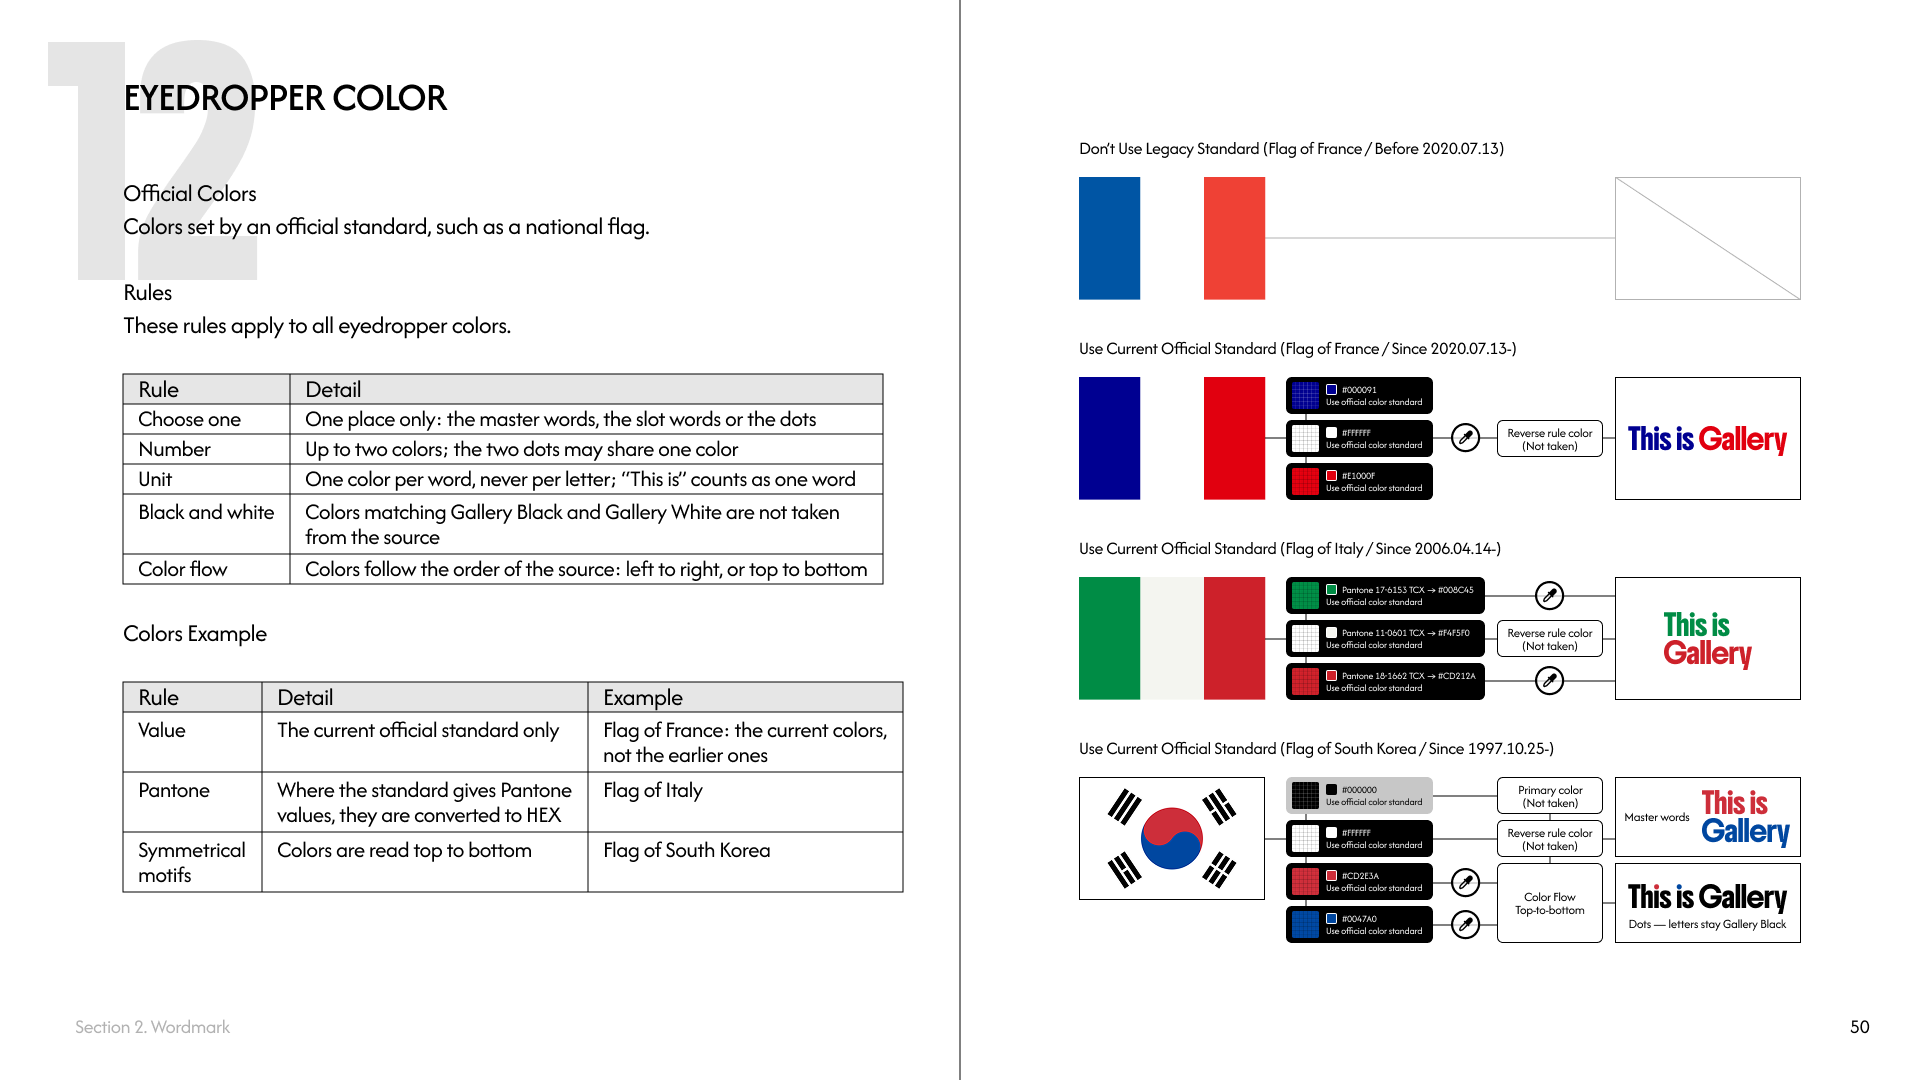 12
EYEDROPPER COLOR
Official Colors
Colors set by an official standard, such as a national flag.
Rules
These rules apply to all eyedropper colors.
Rule Detail
Choose one One place only: the master words, the slot words or the dots
Number Up to two colors; the two dots may share one color
Unit One color per word, never per letter; “This is” counts as one word
Black and white Colors matching Gallery Black and Gallery White are not taken
from the source
Color flow Colors follow the order of the source: left to right, or top to bottom
Colors Example
Rule Detail Example
Value The current official standard only Flag of France: the current colors,
not the earlier ones
Pantone Where the standard gives Pantone Flag of Italy
values, they are converted to HEX
Symmetrical Colors are read top to bottom Flag of South Korea
motifs
Section 2. Wordmark
Don’t Use Legacy Standard (Flag of France / Before 2020.07.13)
Use Current Official Standard (Flag of France / Since 2020.07.13-)
#000091
Use official color standard
#FFFFFF
Use official color standard
#E1000F
Use official color standard
Reverse rule color
(Not taken)
This is Gallery
Use Current Official Standard (Flag of Italy / Since 2006.04.14-)
Pantone 17-6153 TCX → #008C45
Use official color standard
Pantone 11-0601 TCX → #F4F5F0
Use official color standard
Pantone 18-1662 TCX → #CD212A
Use official color standard
Reverse rule color
(Not taken)
This is
Gallery
Use Current Official Standard (Flag of South Korea / Since 1997.10.25-)
#000000
Use official color standard
#FFFFFF
Use official color standard
#CD2E3A
Use official color standard
#0047A0
Use official color standard
Primary color
(Not taken)
Reverse rule color
(Not taken)
Color Flow
Top-to-bottom
Master words
This is
Gallery
This is Gallery
Dots — letters stay Gallery Black
50